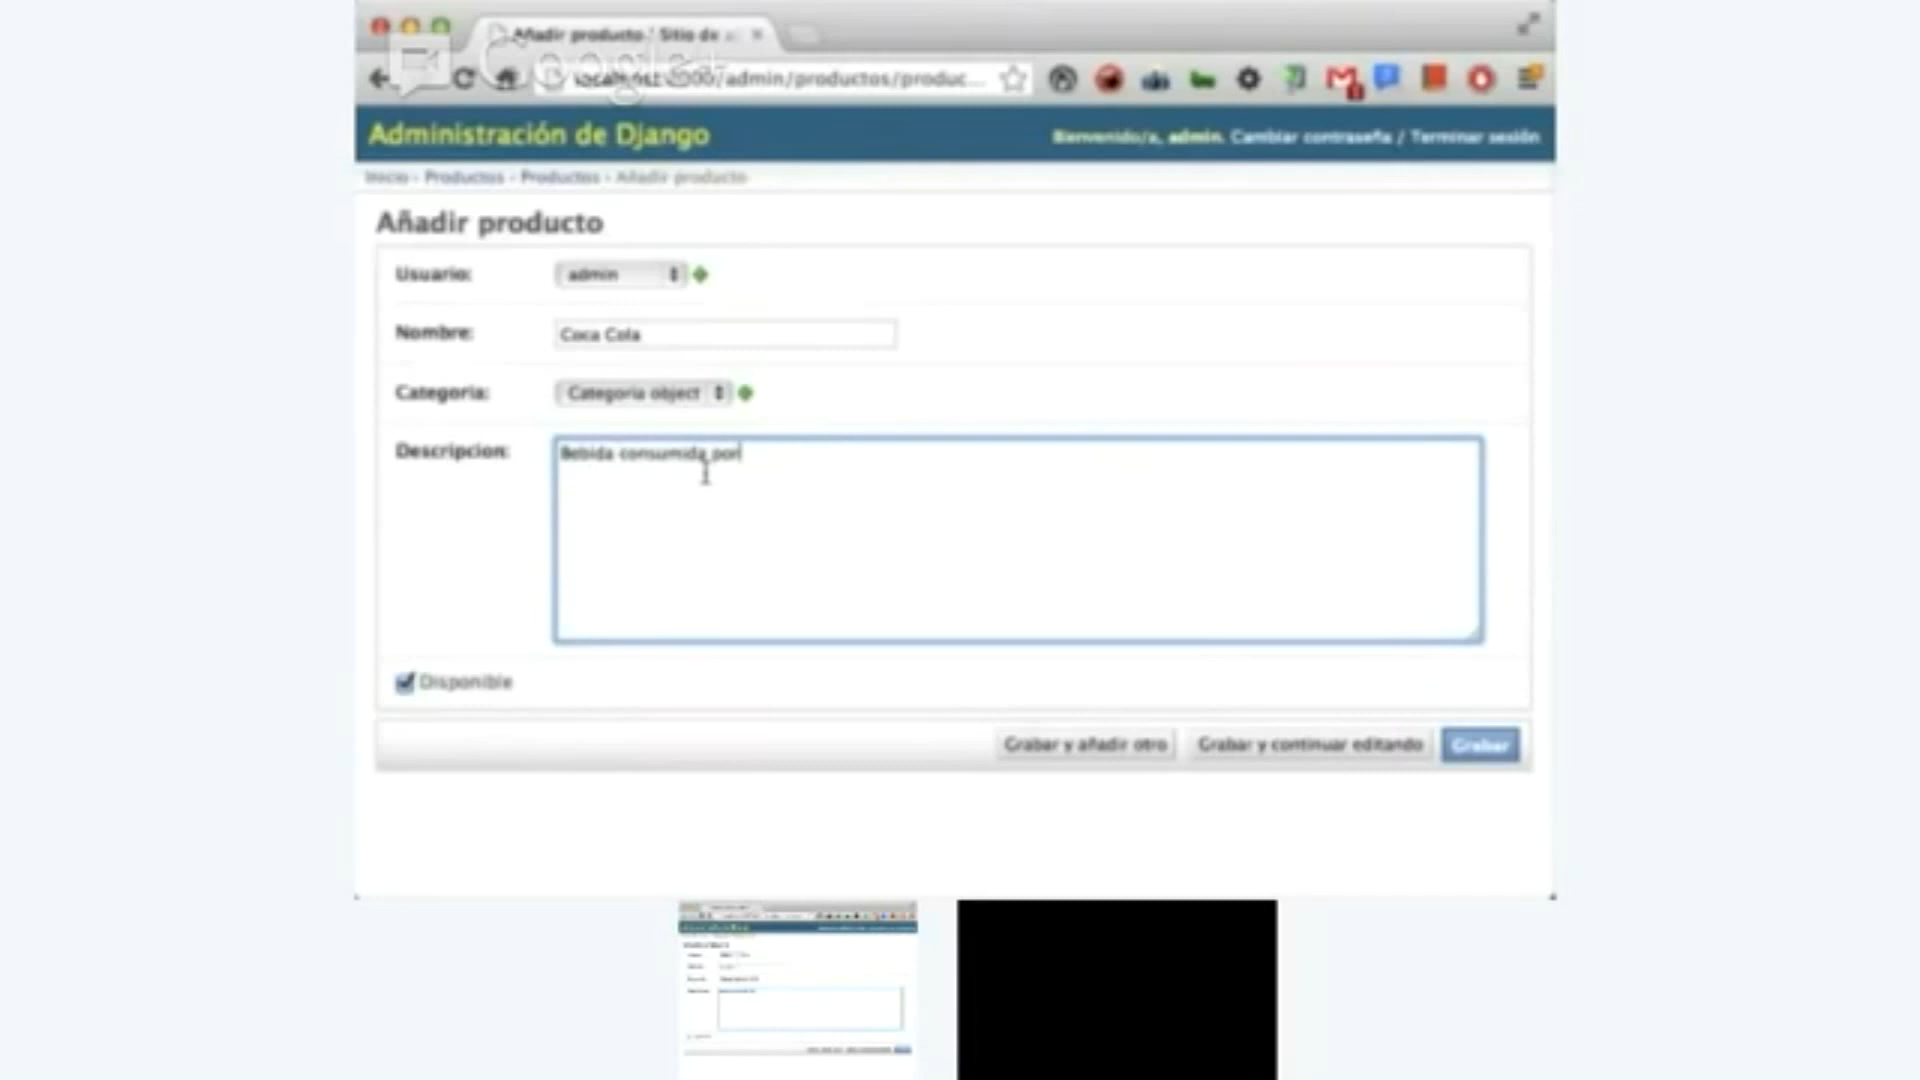 Añadir producto | Sitio de a
Google+
localhost:8000/admin/productos/produc...
Administración de Django
Bienvenido/a, admin. Cambiar contraseña / Terminar sesión
Inicio › Productos › Productos › Añadir producto
Añadir producto
Usuario: admin
Nombre: Coca Cola
Categoria: Categoria object
Descripcion: Bebida consumida por
Disponible
Grabar y añadir otro Grabar y continuar editando Grabar